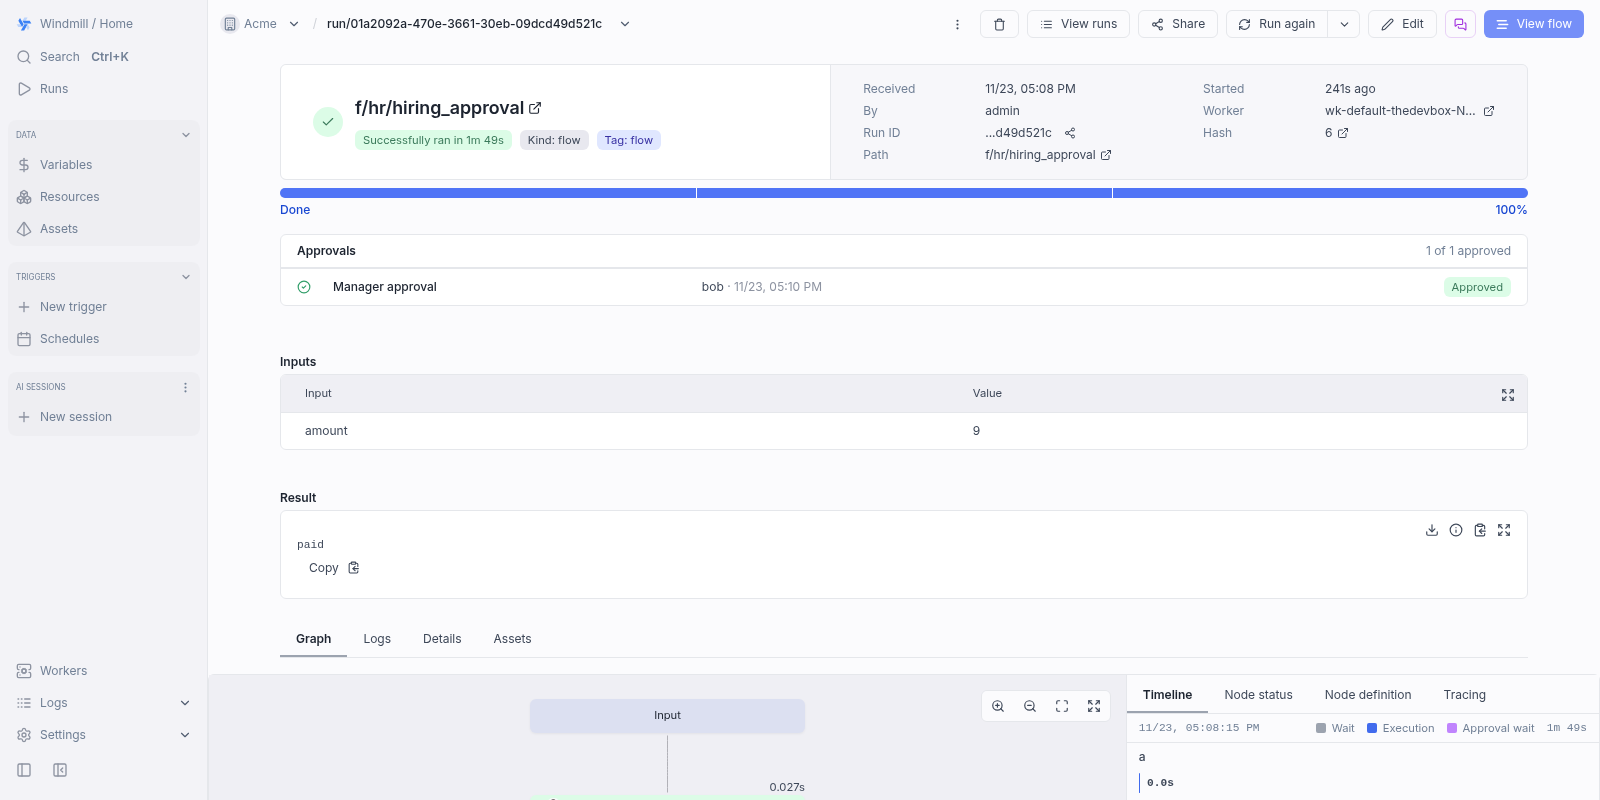 Windmill / Home
Search Ctrl+K
Runs
DATA
Variables
Resources
Assets
TRIGGERS
New trigger
Schedules
AI SESSIONS
New session
Workers
Logs
Settings
Acme / run/01a2092a-470e-3661-30eb-09dcd49d521c
View runs
Share
Run again
Edit
View flow
f/hr/hiring_approval
Successfully ran in 1m 49s
Kind: flow
Tag: flow
Received 11/23, 05:08 PM
By admin
Run ID ...d49d521c
Path f/hr/hiring_approval
Started 241s ago
Worker wk-default-thedevbox-N...
Hash 6
Done 100%
Approvals 1 of 1 approved
Manager approval bob · 11/23, 05:10 PM Approved
Inputs
Input Value
amount 9
Result
paid
Copy
Graph Logs Details Assets
Input
0.027s
Timeline Node status Node definition Tracing
11/23, 05:08:15 PM Wait Execution Approval wait 1m 49s
a
0.0s